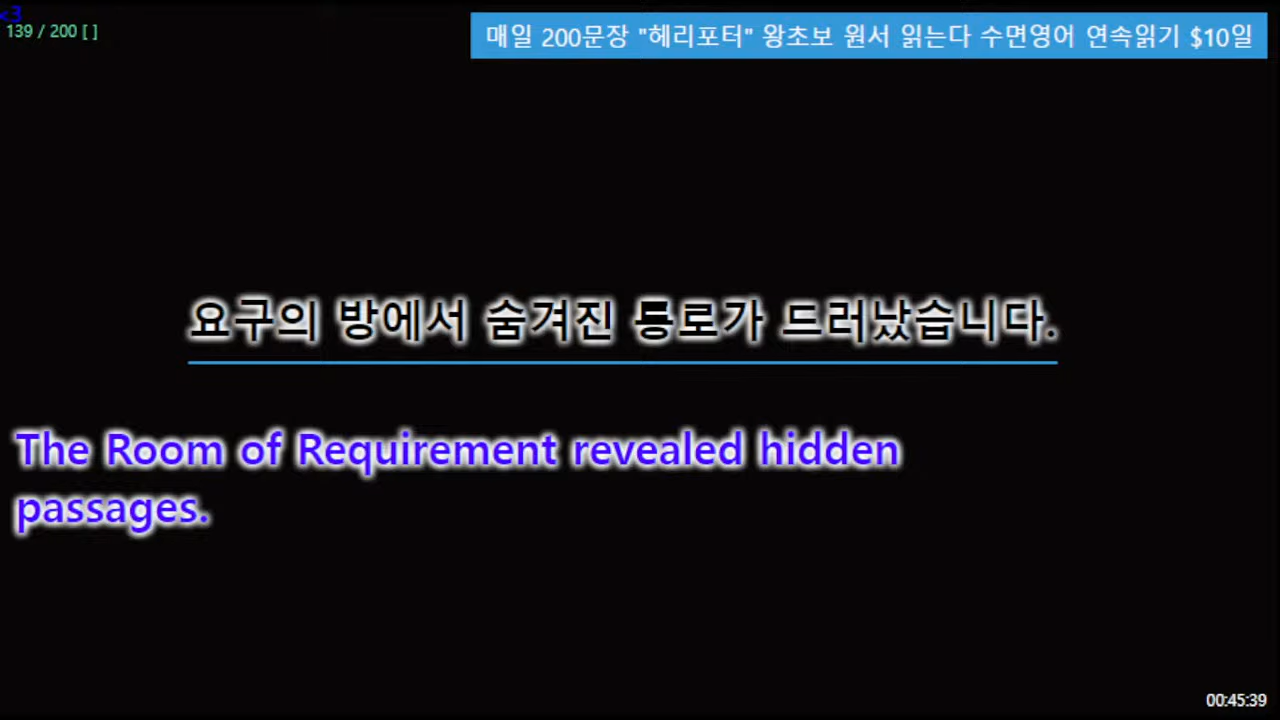 <3
139 / 200 [ ]
매일 200문장 "헤리포터" 왕초보 원서 읽는다 수면영어 연속읽기 $10일
요구의 방에서 숨겨진 통로가 드러났습니다.
The Room of Requirement revealed hidden
passages.
00:45:39